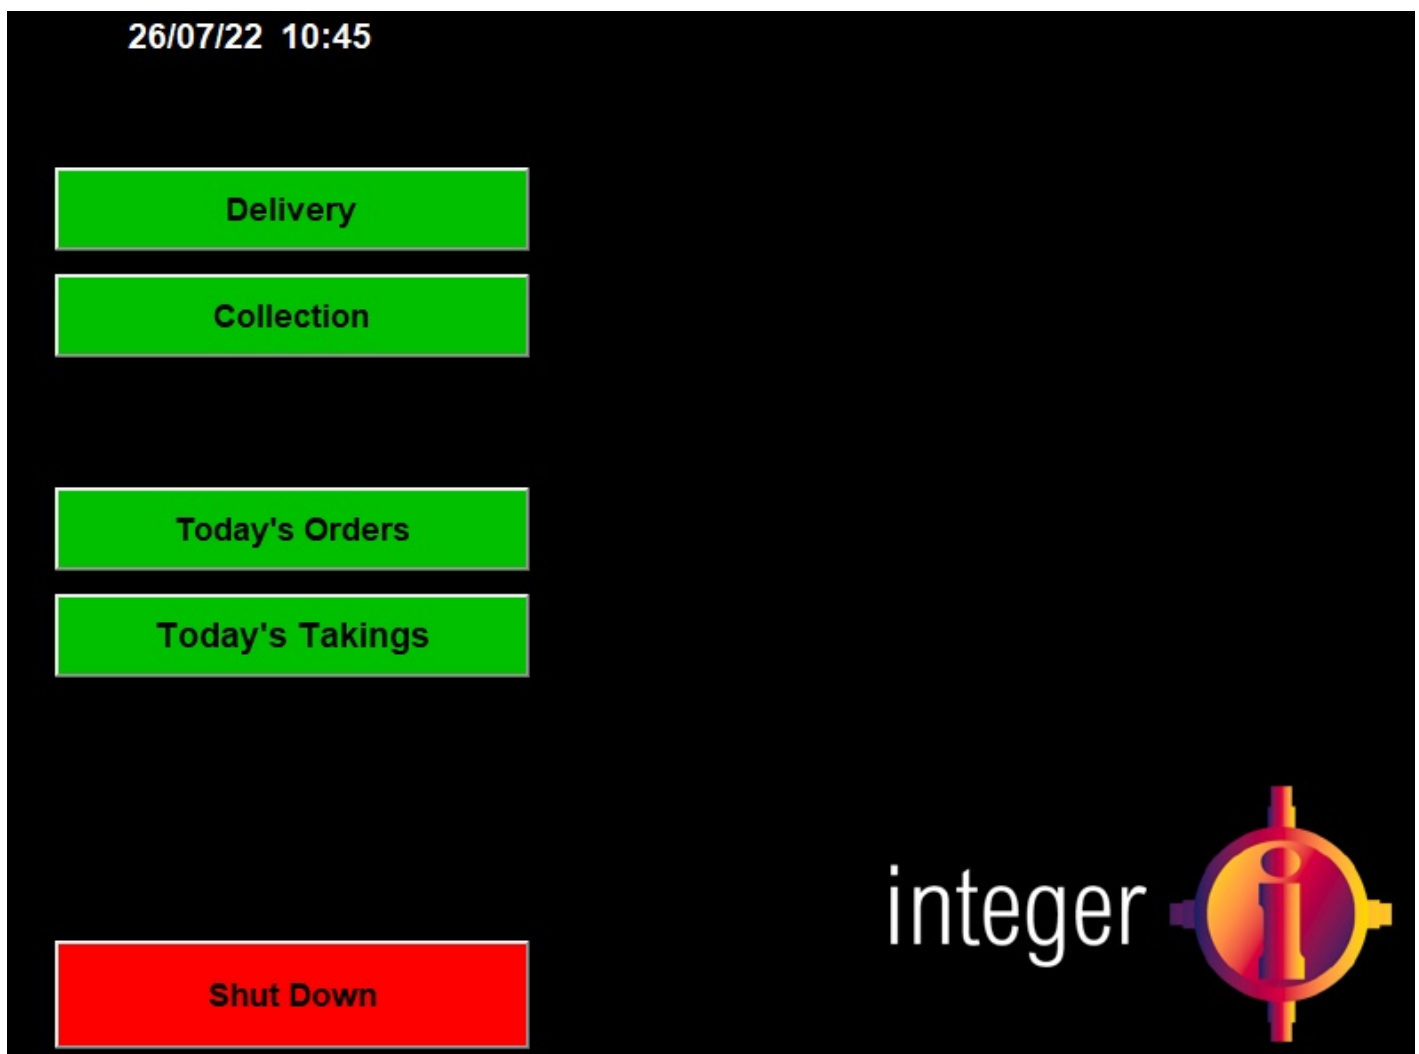 26/07/22 10:45
Delivery
Collection
Today's Orders
Today's Takings
integer
i
Shut Down